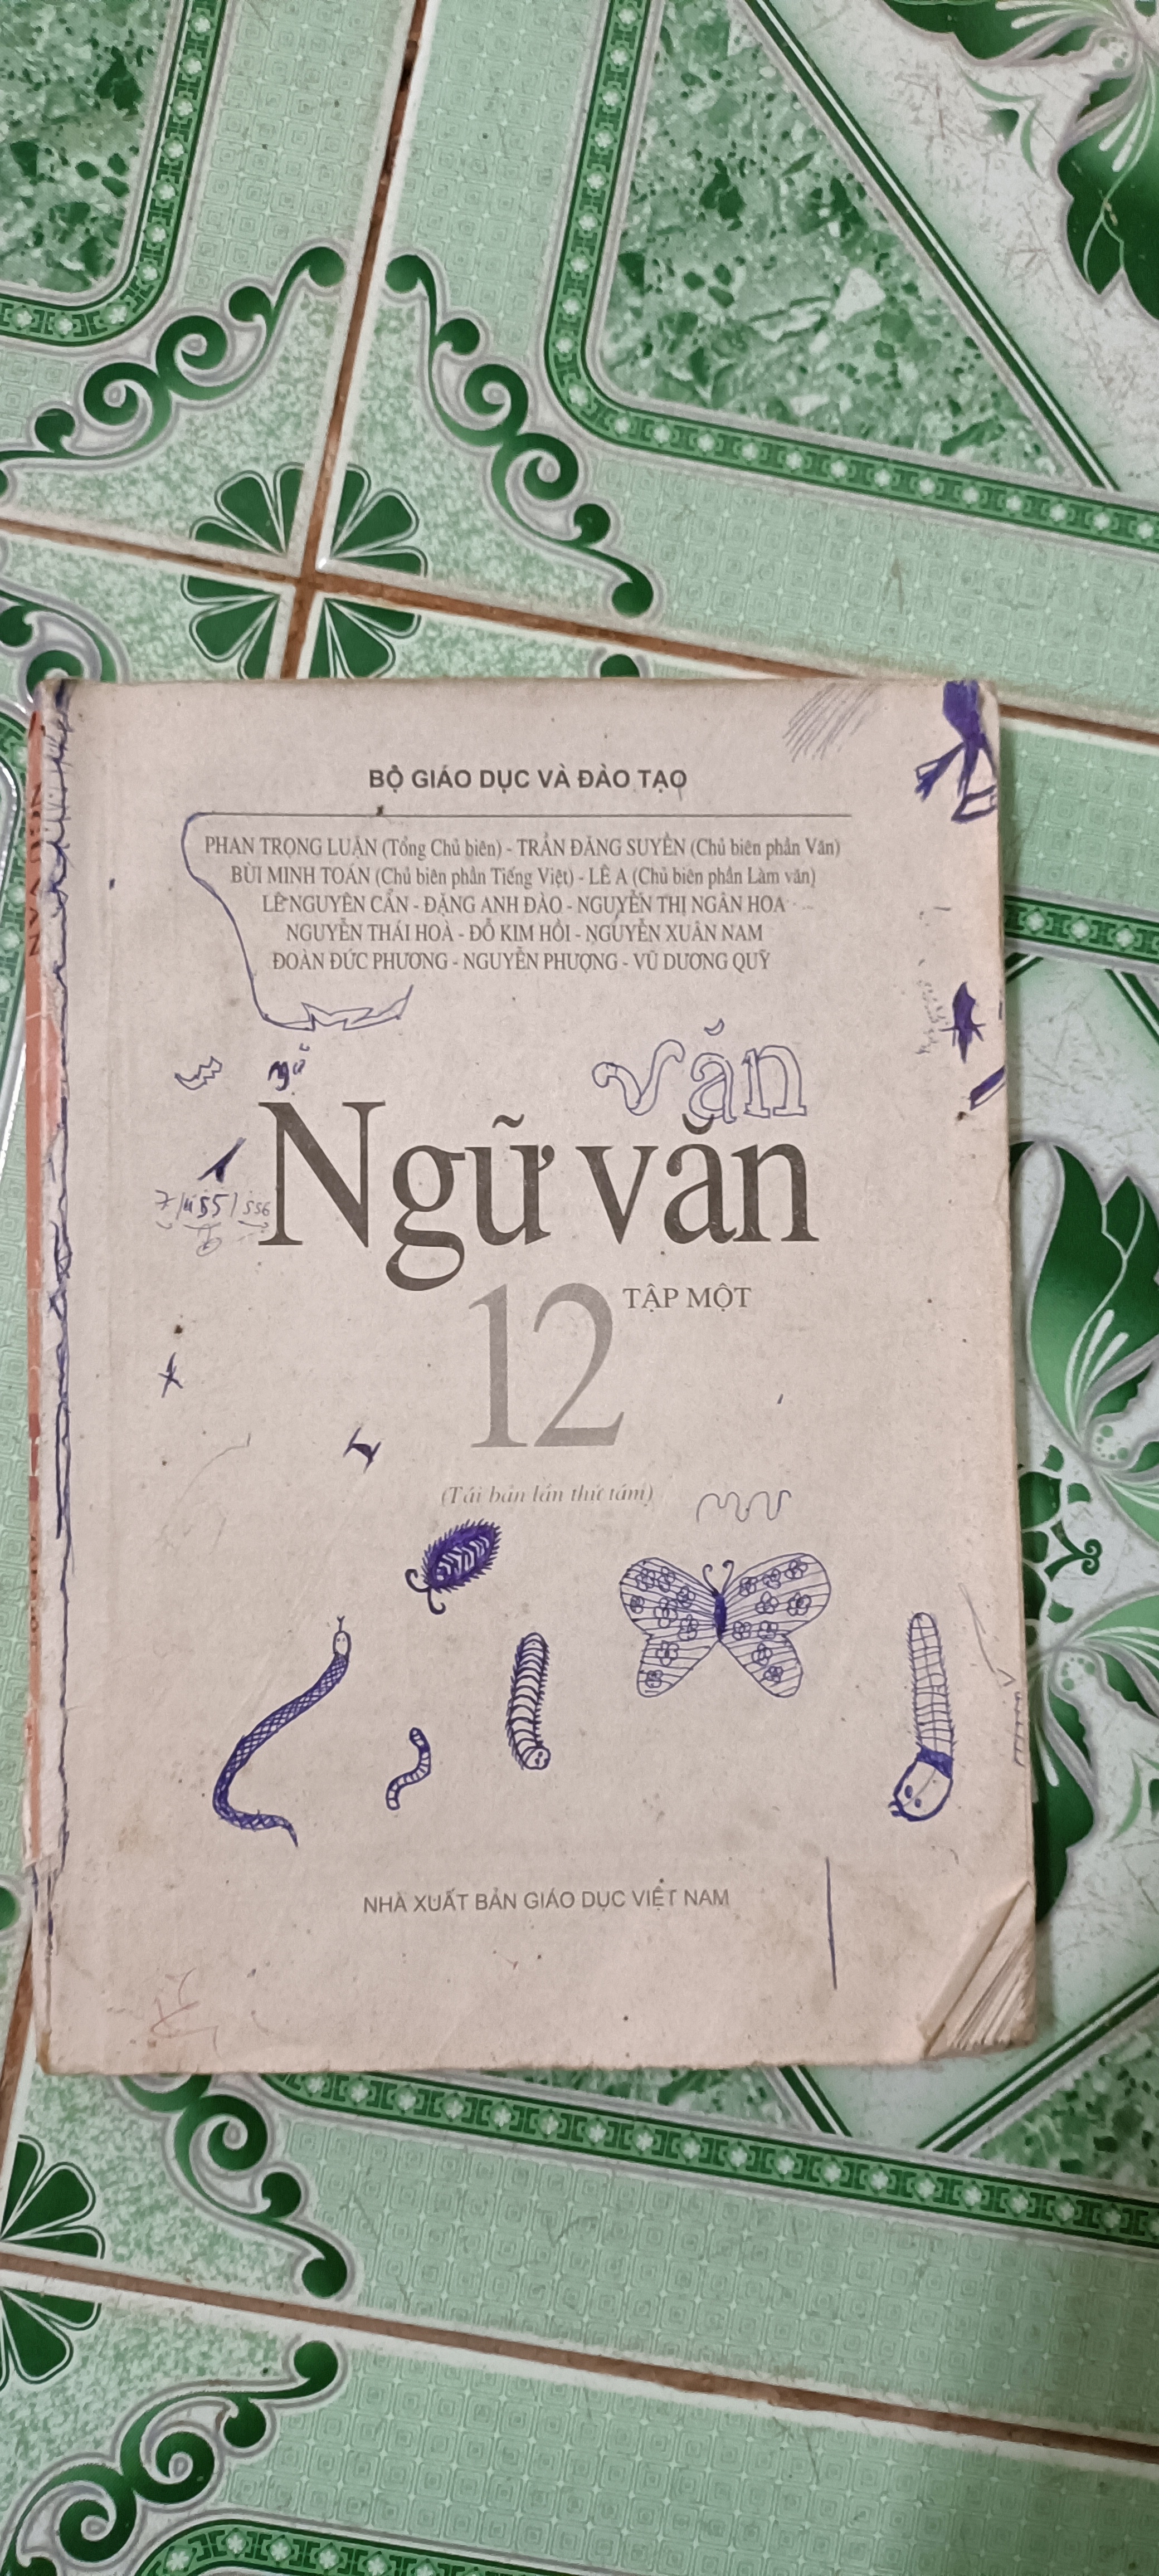 BỘ GIÁO DỤC VÀ ĐÀO TẠO
PHAN TRỌNG LUẬN (Tổng Chủ biên) - TRẦN ĐĂNG SUYỀN (Chủ biên phần Văn)
BÙI MINH TOÁN (Chủ biên phần Tiếng Việt) - LÊ A (Chủ biên phần Làm văn)
LÊ NGUYÊN CẨN - ĐẶNG ANH ĐÀO - NGUYỄN THỊ NGÂN HOA
NGUYỄN THÁI HOÀ - ĐỖ KIM HỒI - NGUYỄN XUÂN NAM
ĐOÀN ĐỨC PHƯƠNG - NGUYỄN PHƯỢNG - VŨ DƯƠNG QUỸ
văn
Ngữ văn
12 TẬP MỘT
(Tái bản lần thứ tám)
NHÀ XUẤT BẢN GIÁO DỤC VIỆT NAM
NGỮ VĂN